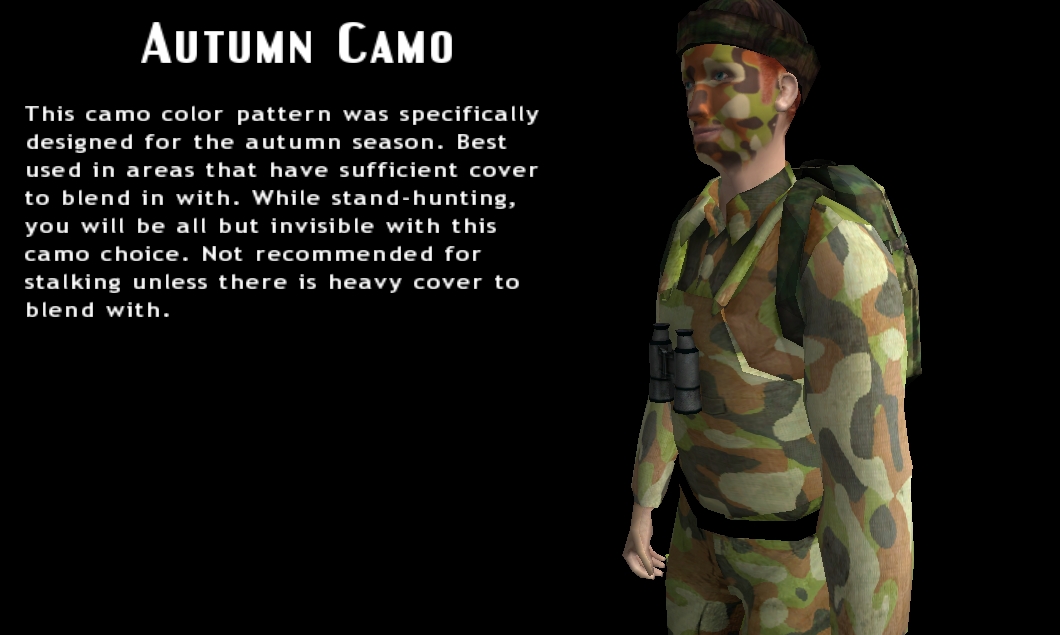 Autumn Camo
This camo color pattern was specifically
designed for the autumn season. Best
used in areas that have sufficient cover
to blend in with. While stand-hunting,
you will be all but invisible with this
camo choice. Not recommended for
stalking unless there is heavy cover to
blend with.